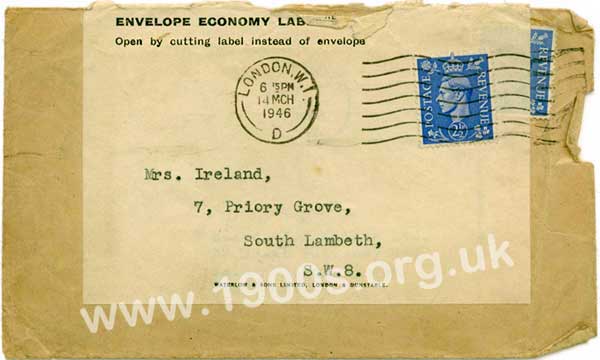 ENVELOPE ECONOMY LAB
Open by cutting label instead of envelope
LONDON, W.1
6 15 PM
14 MCH
1946
D
POSTAGE REVENUE
2½D
REVENUE
Mrs. Ireland,
7, Priory Grove,
South Lambeth,
S.W.8.
WATERLOW & SONS LIMITED, LONDON & DUNSTABLE.
www.1900s.org.uk